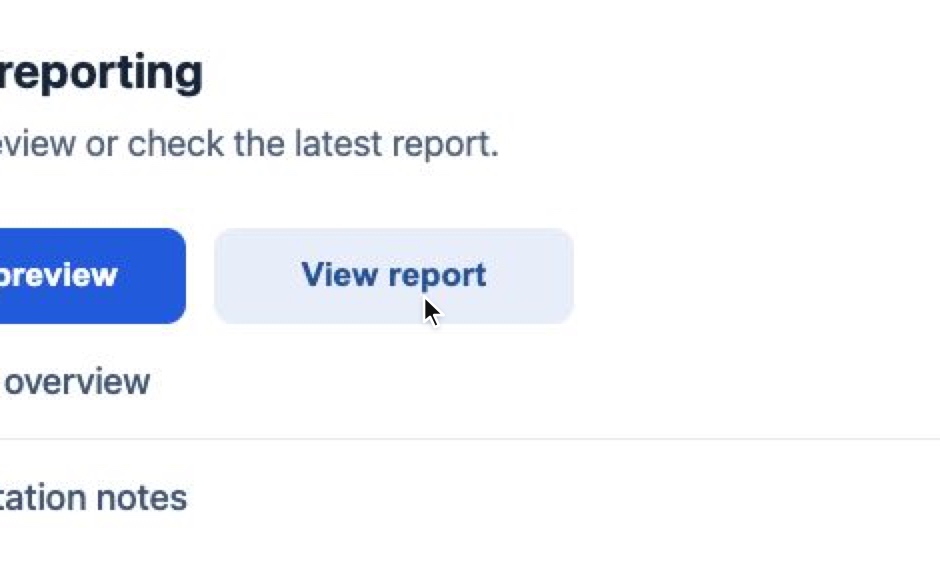 reporting
eview or check the latest report.
preview
View report
overview
tation notes